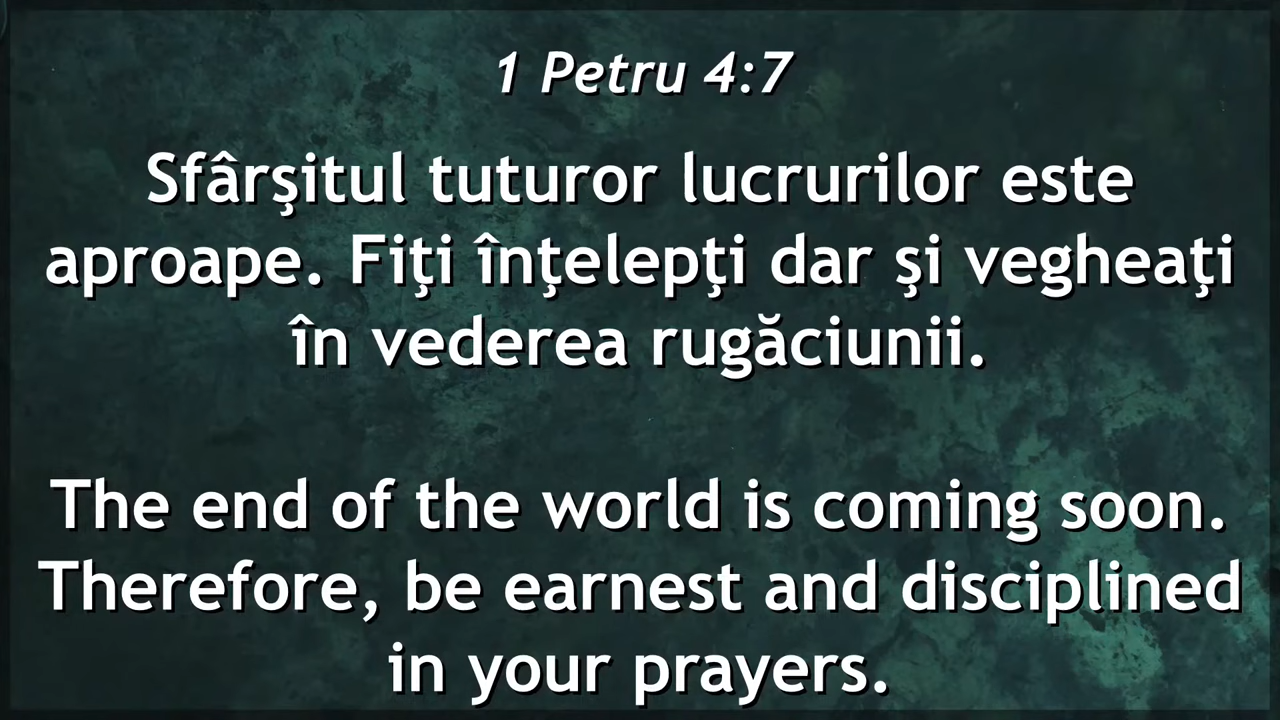 1 Petru 4:7
Sfârşitul tuturor lucrurilor este
aproape. Fiţi înţelepţi dar şi vegheaţi
în vederea rugăciunii.
The end of the world is coming soon.
Therefore, be earnest and disciplined
in your prayers.